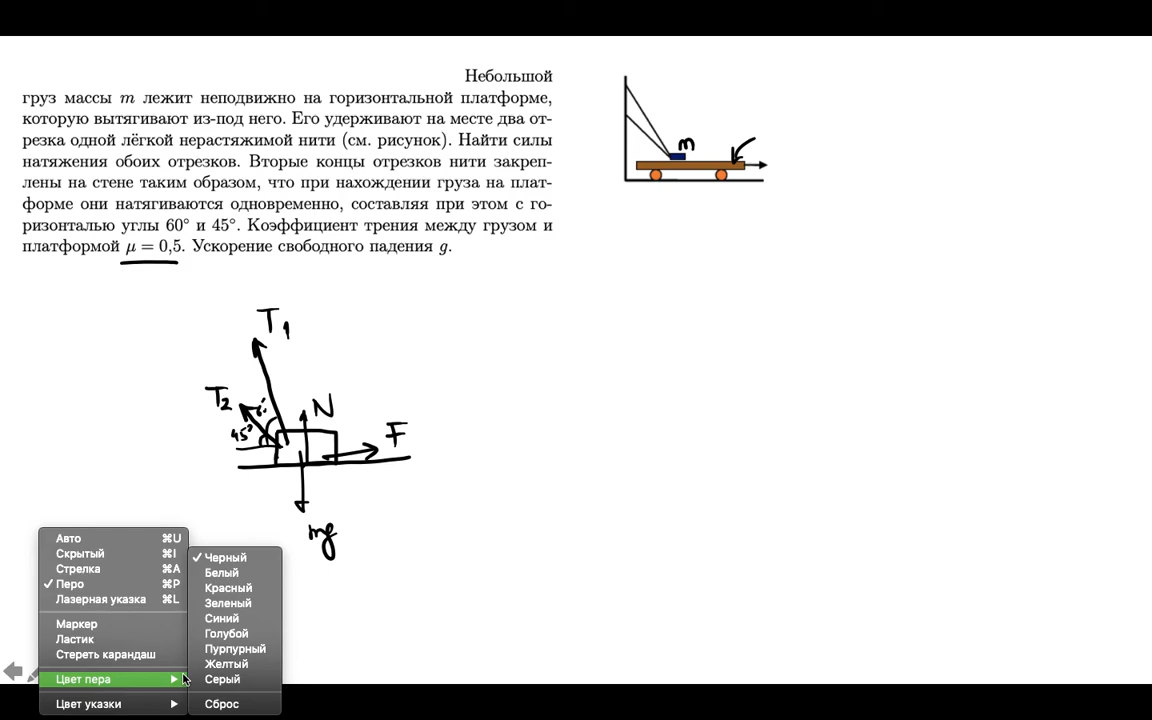 Небольшой
груз массы m лежит неподвижно на горизонтальной платформе,
которую вытягивают из-под него. Его удерживают на месте два от-
резка одной лёгкой нерастяжимой нити (см. рисунок). Найти силы
натяжения обоих отрезков. Вторые концы отрезков нити закреп-
лены на стене таким образом, что при нахождении груза на плат-
форме они натягиваются одновременно, составляя при этом с го-
ризонталью углы 60° и 45°. Коэффициент трения между грузом и
платформой μ = 0,5. Ускорение свободного падения g.
m
T1
T2
N
45°
F
mg
Авто ⌘U
Скрытый ⌘I
Стрелка ⌘A
✓ Перо ⌘P
Лазерная указка ⌘L
Маркер
Ластик
Стереть карандаш
Цвет пера
Цвет указки
✓ Черный
Белый
Красный
Зеленый
Синий
Голубой
Пурпурный
Желтый
Серый
Сброс